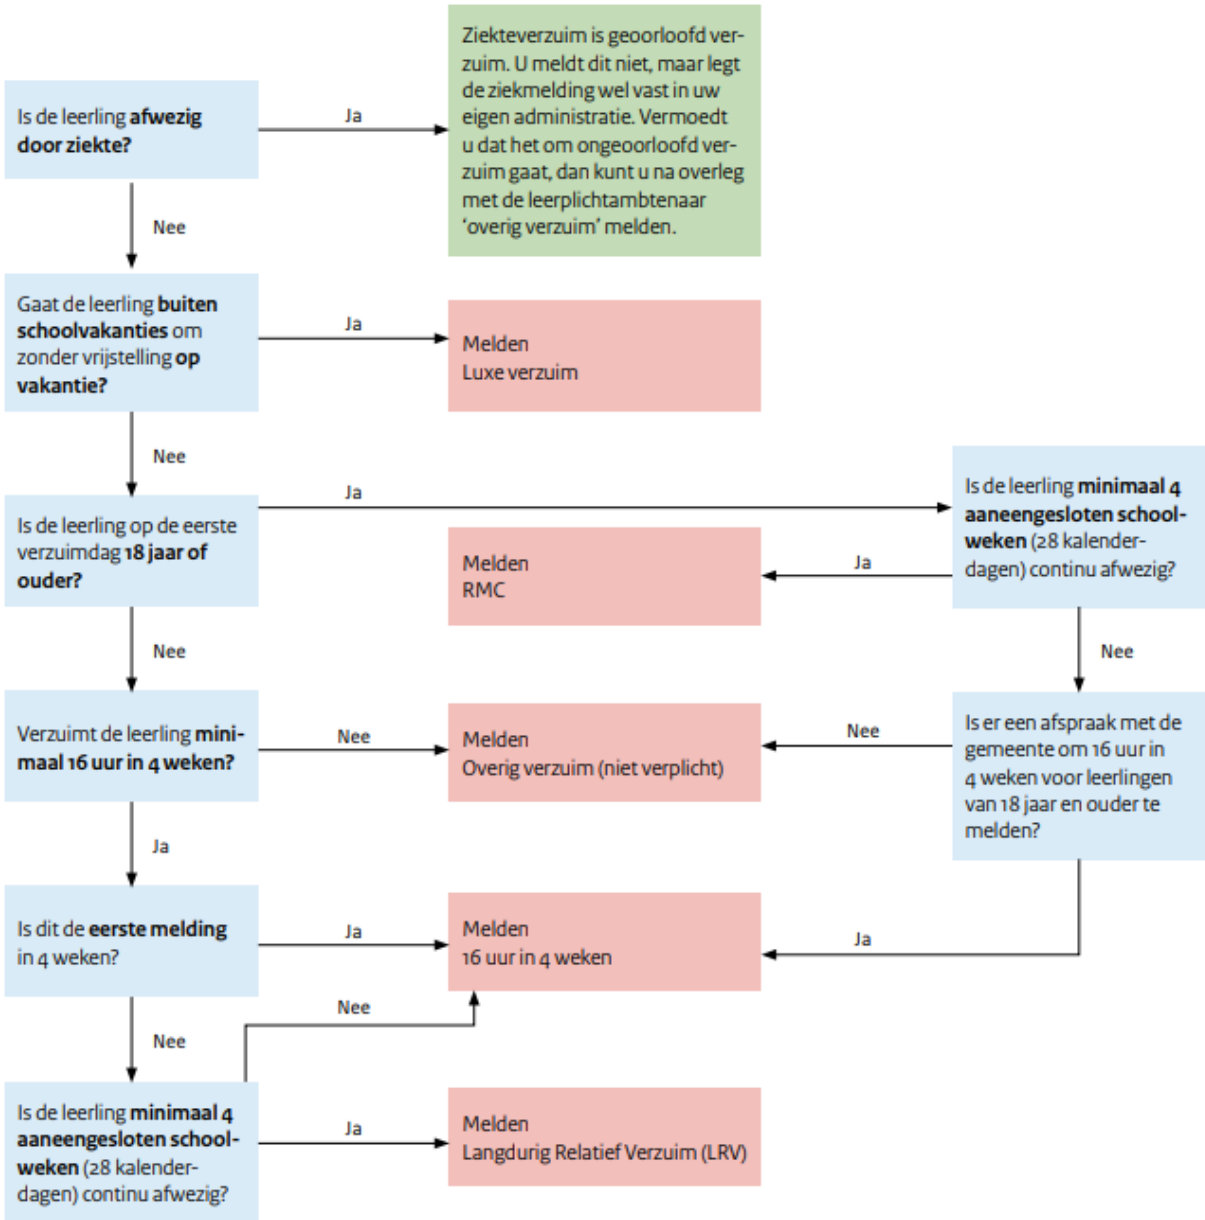 Ziekteverzuim is geoorloofd ver-
zuim. U meldt dit niet, maar legt
de ziekmelding wel vast in uw
eigen administratie. Vermoedt
u dat het om ongeoorloofd ver-
zuim gaat, dan kunt u na overleg
met de leerplichtambtenaar
‘overig verzuim’ melden.
Is de leerling afwezig
door ziekte?
Ja
Nee
Gaat de leerling buiten
schoolvakanties om
zonder vrijstelling op
vakantie?
Ja
Melden
Luxe verzuim
Nee
Is de leerling op de eerste
verzuimdag 18 jaar of
ouder?
Ja
Is de leerling minimaal 4
aaneengesloten school-
weken (28 kalender-
dagen) continu afwezig?
Ja
Melden
RMC
Nee
Nee
Verzuimt de leerling mini-
maal 16 uur in 4 weken?
Nee
Melden
Overig verzuim (niet verplicht)
Nee
Is er een afspraak met de
gemeente om 16 uur in
4 weken voor leerlingen
van 18 jaar en ouder te
melden?
Ja
Is dit de eerste melding
in 4 weken?
Ja
Melden
16 uur in 4 weken
Ja
Nee
Nee
Is de leerling minimaal 4
aaneengesloten school-
weken (28 kalender-
dagen) continu afwezig?
Ja
Melden
Langdurig Relatief Verzuim (LRV)